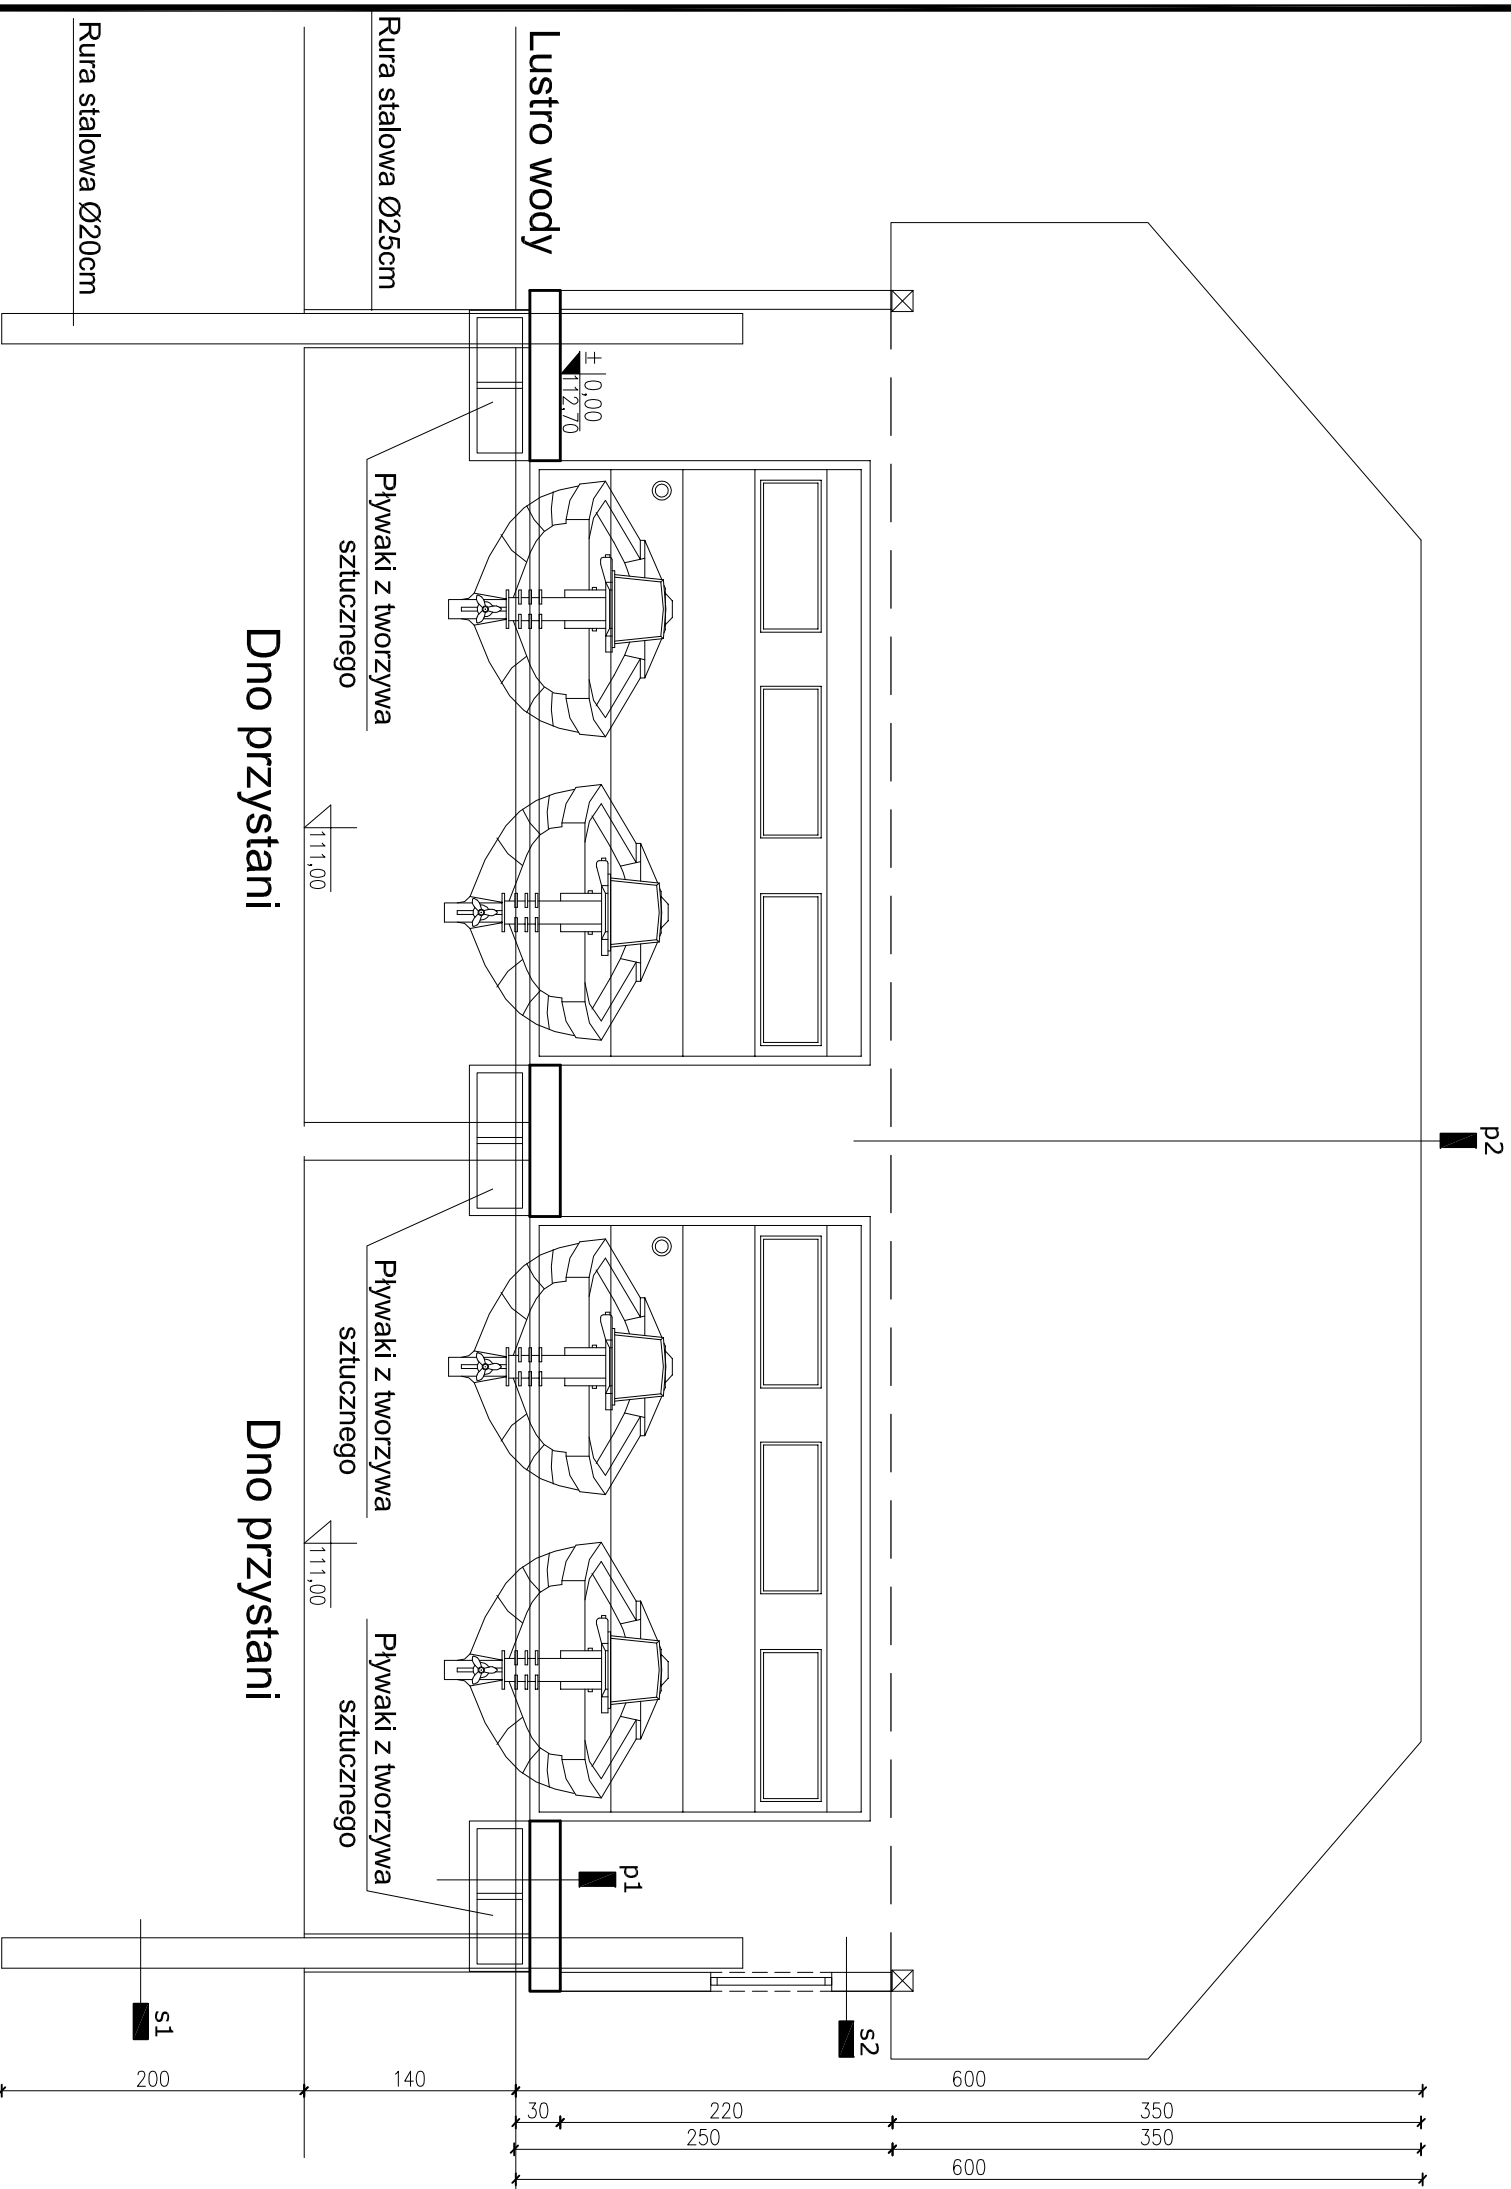 p2
± 0,00
112,70
s2
p1
Lustro wody
Rura stalowa Ø25cm
Rura stalowa Ø20cm
Pływaki z tworzywa
sztucznego
Pływaki z tworzywa
sztucznego
Pływaki z tworzywa
sztucznego
111,00
111,00
Dno przystani
Dno przystani
s1
200
140
600
30
220
350
250
350
600